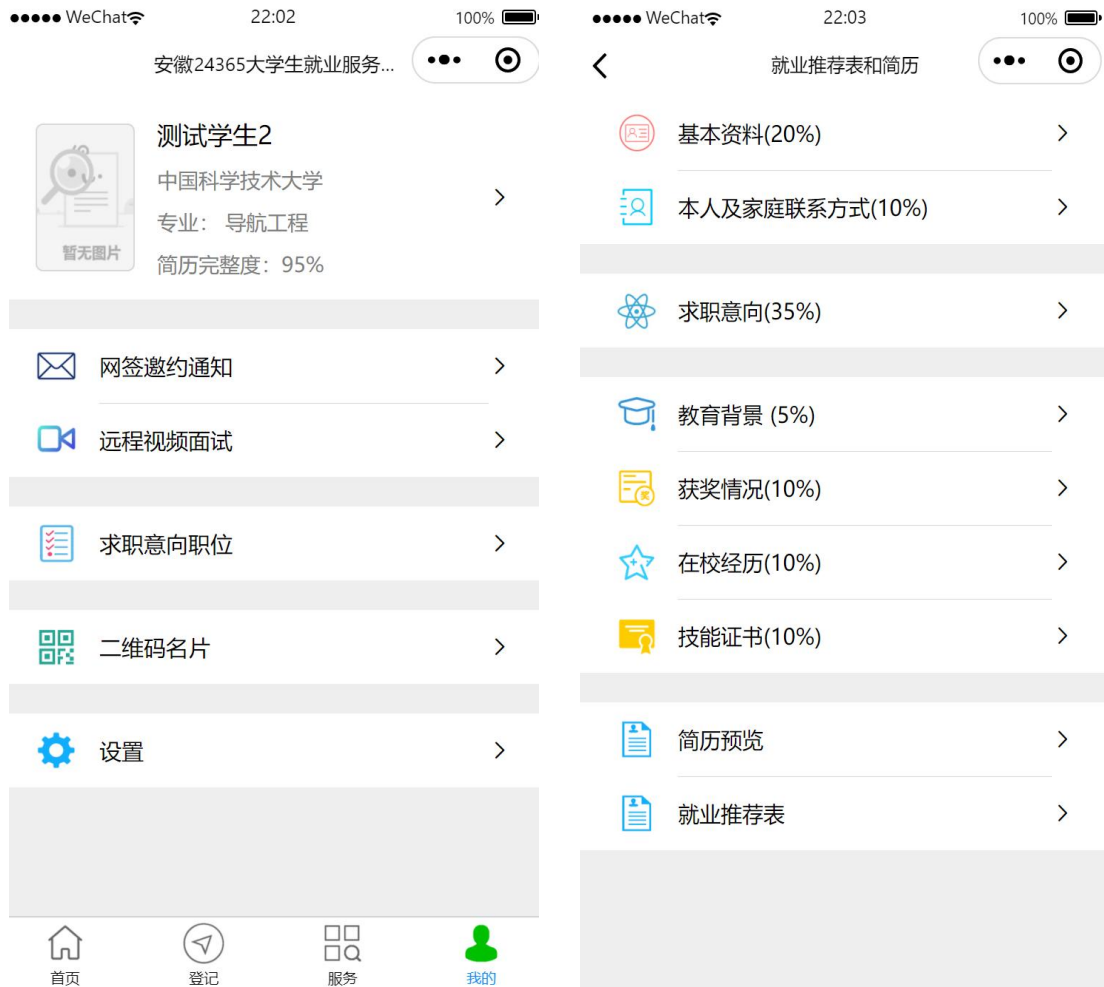 WeChat 22:02 100%
安徽24365大学生就业服务...
测试学生2
中国科学技术大学
专业： 导航工程
简历完整度：95%
暂无图片
网签邀约通知
远程视频面试
求职意向职位
二维码名片
设置
首页
登记
服务
我的
WeChat 22:03 100%
就业推荐表和简历
基本资料(20%)
本人及家庭联系方式(10%)
求职意向(35%)
教育背景 (5%)
获奖情况(10%)
奖
在校经历(10%)
技能证书(10%)
简历预览
就业推荐表